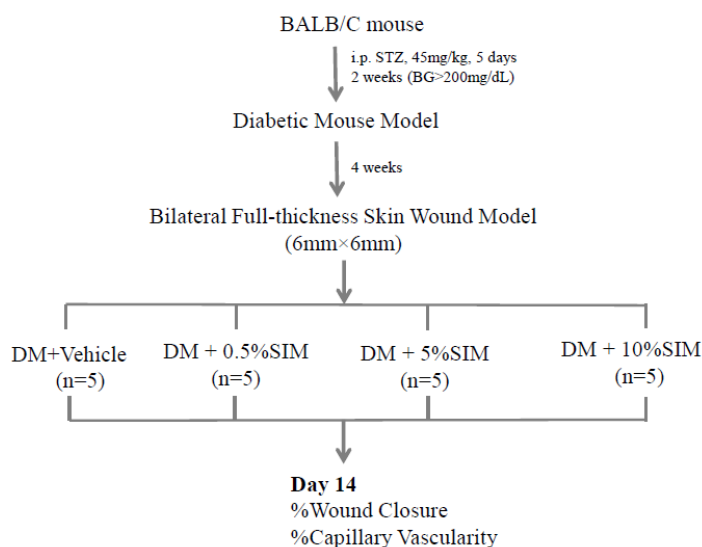 BALB/C mouse
i.p. STZ, 45mg/kg, 5 days
2 weeks (BG>200mg/dL)
Diabetic Mouse Model
4 weeks
Bilateral Full-thickness Skin Wound Model
(6mm×6mm)
DM+Vehicle
(n=5)
DM + 0.5%SIM
(n=5)
DM + 5%SIM
(n=5)
DM + 10%SIM
(n=5)
Day 14
%Wound Closure
%Capillary Vascularity